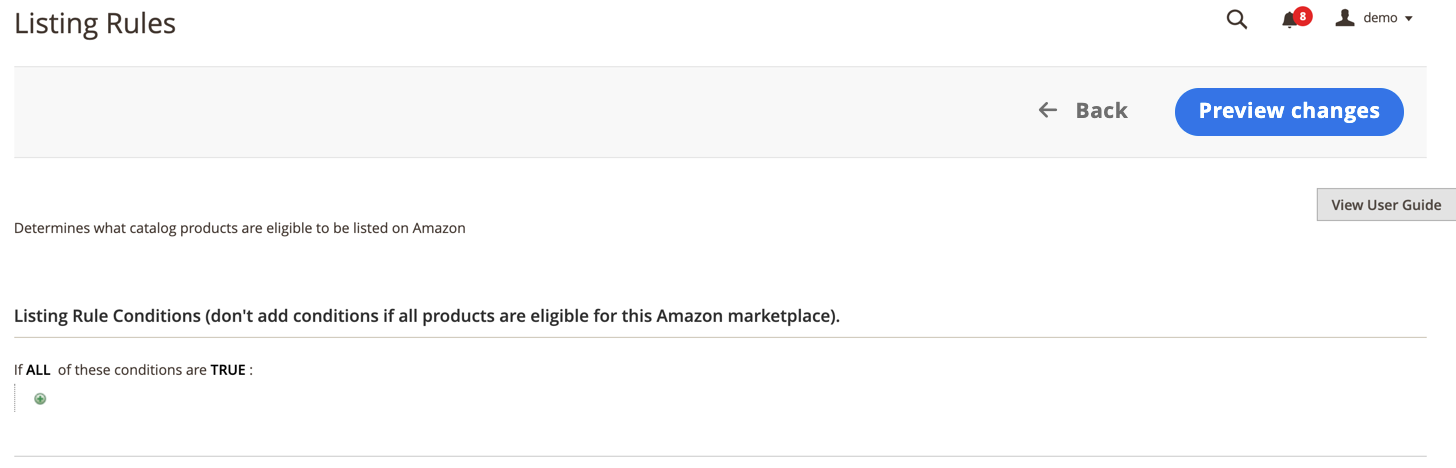 Listing Rules
8
demo
Back
Preview changes
View User Guide
Determines what catalog products are eligible to be listed on Amazon
Listing Rule Conditions (don't add conditions if all products are eligible for this Amazon marketplace).
If ALL of these conditions are TRUE :